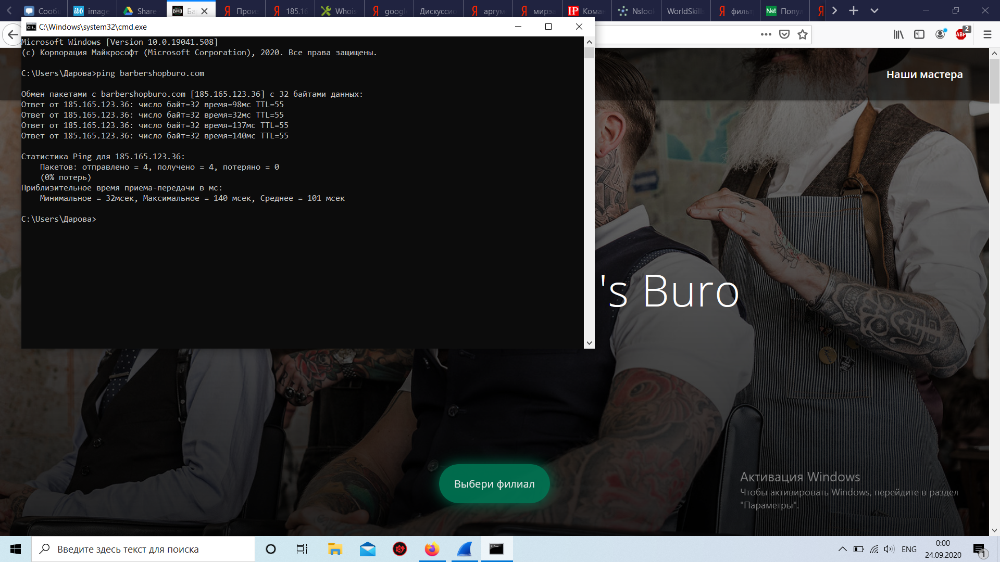 Сооб
image
Share
Ба
Прои
185.16
Whois
googl
Дискуссио
аргум
мирэа
Кома
Nsloo
WorldSkill
филь
Попу
C:\Windows\system32\cmd.exe
2
Microsoft Windows [Version 10.0.19041.508]
(c) Корпорация Майкрософт (Microsoft Corporation), 2020. Все права защищены.
C:\Users\Дарова>ping barbershopburo.com
Обмен пакетами с barbershopburo.com [185.165.123.36] с 32 байтами данных:
Ответ от 185.165.123.36: число байт=32 время=98мс TTL=55
Ответ от 185.165.123.36: число байт=32 время=32мс TTL=55
Ответ от 185.165.123.36: число байт=32 время=137мс TTL=55
Ответ от 185.165.123.36: число байт=32 время=140мс TTL=55
Статистика Ping для 185.165.123.36:
Пакетов: отправлено = 4, получено = 4, потеряно = 0
(0% потерь)
Приблизительное время приема-передачи в мс:
Минимальное = 32мсек, Максимальное = 140 мсек, Среднее = 101 мсек
C:\Users\Дарова>
Наши мастера
's Buro
Выбери филиал
Активация Windows
Чтобы активировать Windows, перейдите в раздел
"Параметры".
Введите здесь текст для поиска
ENG
0:00
24.09.2020
1